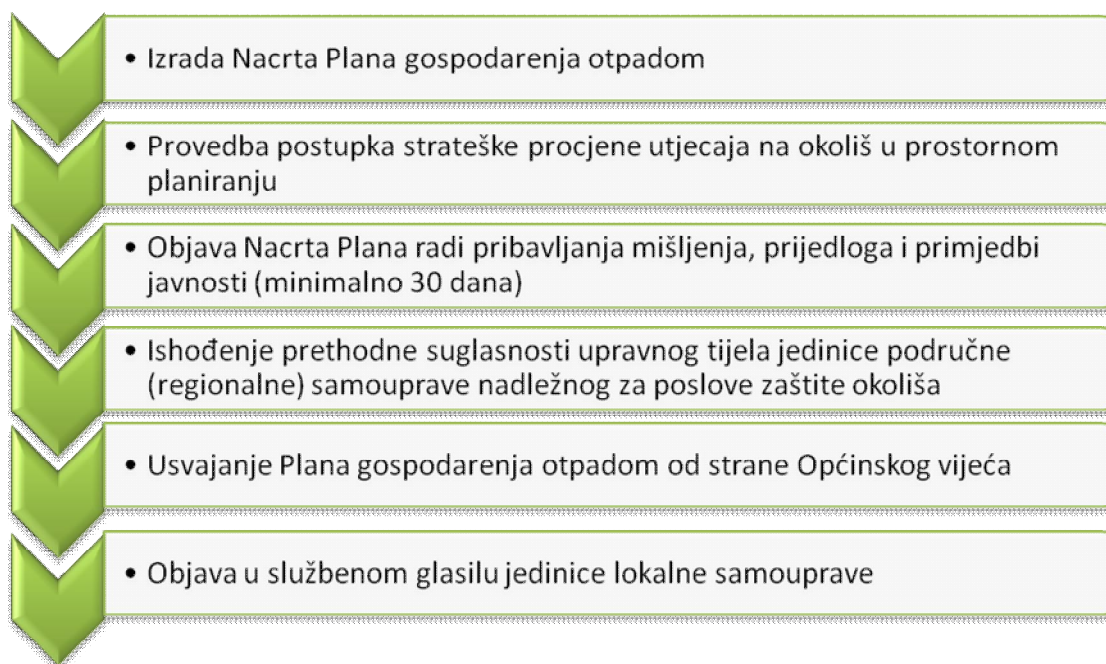 • Izrada Nacrta Plana gospodarenja otpadom
• Provedba postupka strateške procjene utjecaja na okoliš u prostornom
planiranju
• Objava Nacrta Plana radi pribavljanja mišljenja, prijedloga i primjedbi
javnosti (minimalno 30 dana)
• Ishođenje prethodne suglasnosti upravnog tijela jedinice područne
(regionalne) samouprave nadležnog za poslove zaštite okoliša
• Usvajanje Plana gospodarenja otpadom od strane Općinskog vijeća
• Objava u službenom glasilu jedinice lokalne samouprave